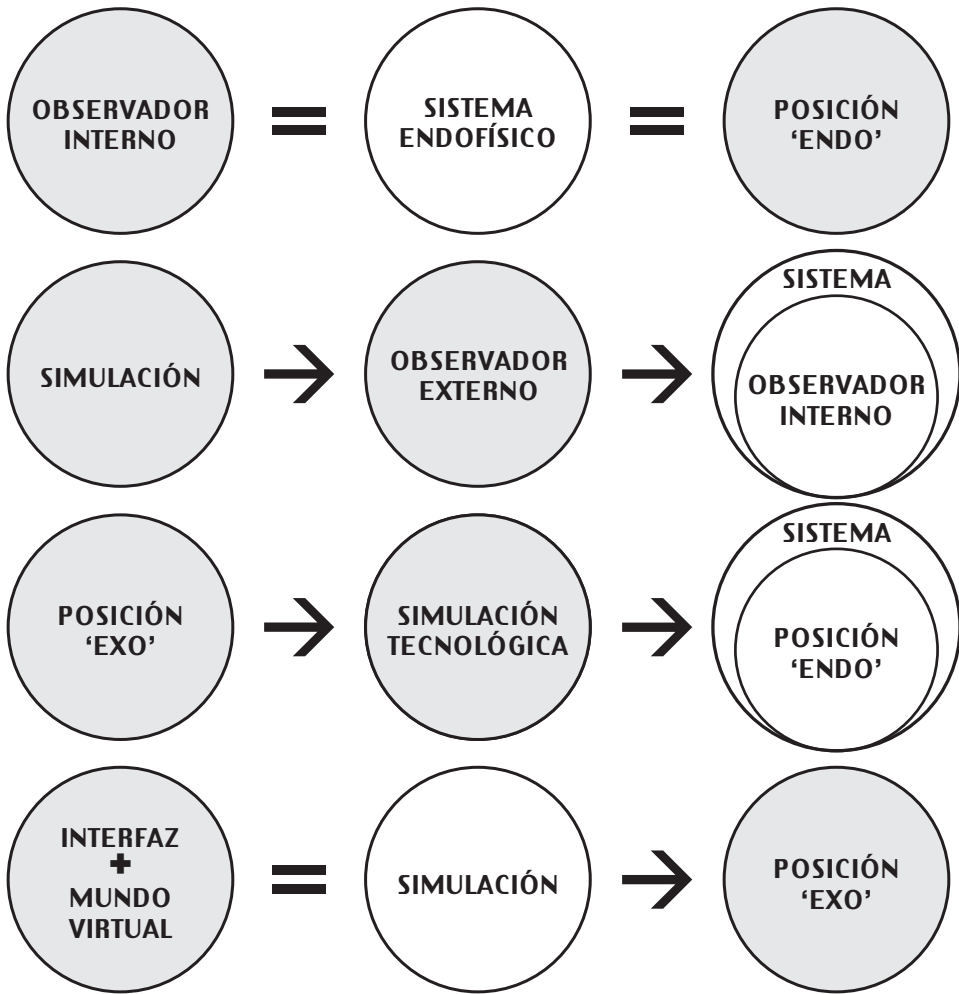 OBSERVADOR
INTERNO
=
SISTEMA
ENDOFÍSICO
=
POSICIÓN
‘ENDO’
SIMULACIÓN
→
OBSERVADOR
EXTERNO
→
SISTEMA
OBSERVADOR
INTERNO
POSICIÓN
‘EXO’
→
SIMULACIÓN
TECNOLÓGICA
→
SISTEMA
POSICIÓN
‘ENDO’
INTERFAZ
+
MUNDO
VIRTUAL
=
SIMULACIÓN
→
POSICIÓN
‘EXO’